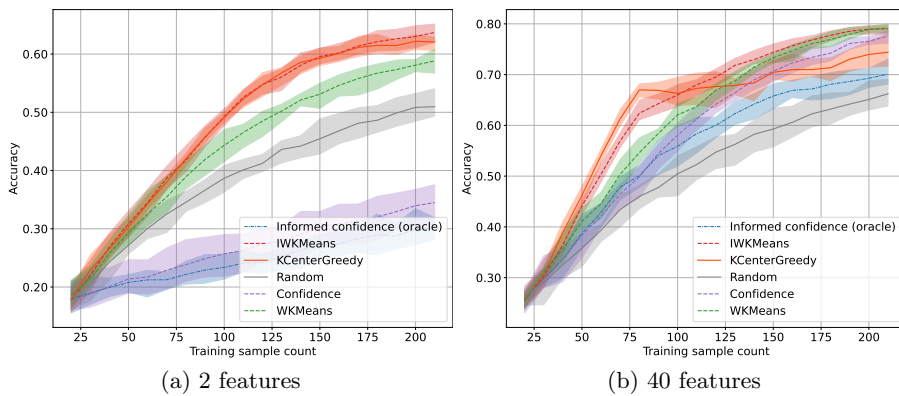 0.60
0.50
0.40
0.30
0.20
Accuracy
25 50 75 100 125 150 175 200
Training sample count
Informed confidence (oracle)
IWKMeans
KCenterGreedy
Random
Confidence
WKMeans
(a) 2 features
0.80
0.70
0.60
0.50
0.40
0.30
Accuracy
25 50 75 100 125 150 175 200
Training sample count
Informed confidence (oracle)
IWKMeans
KCenterGreedy
Random
Confidence
WKMeans
(b) 40 features